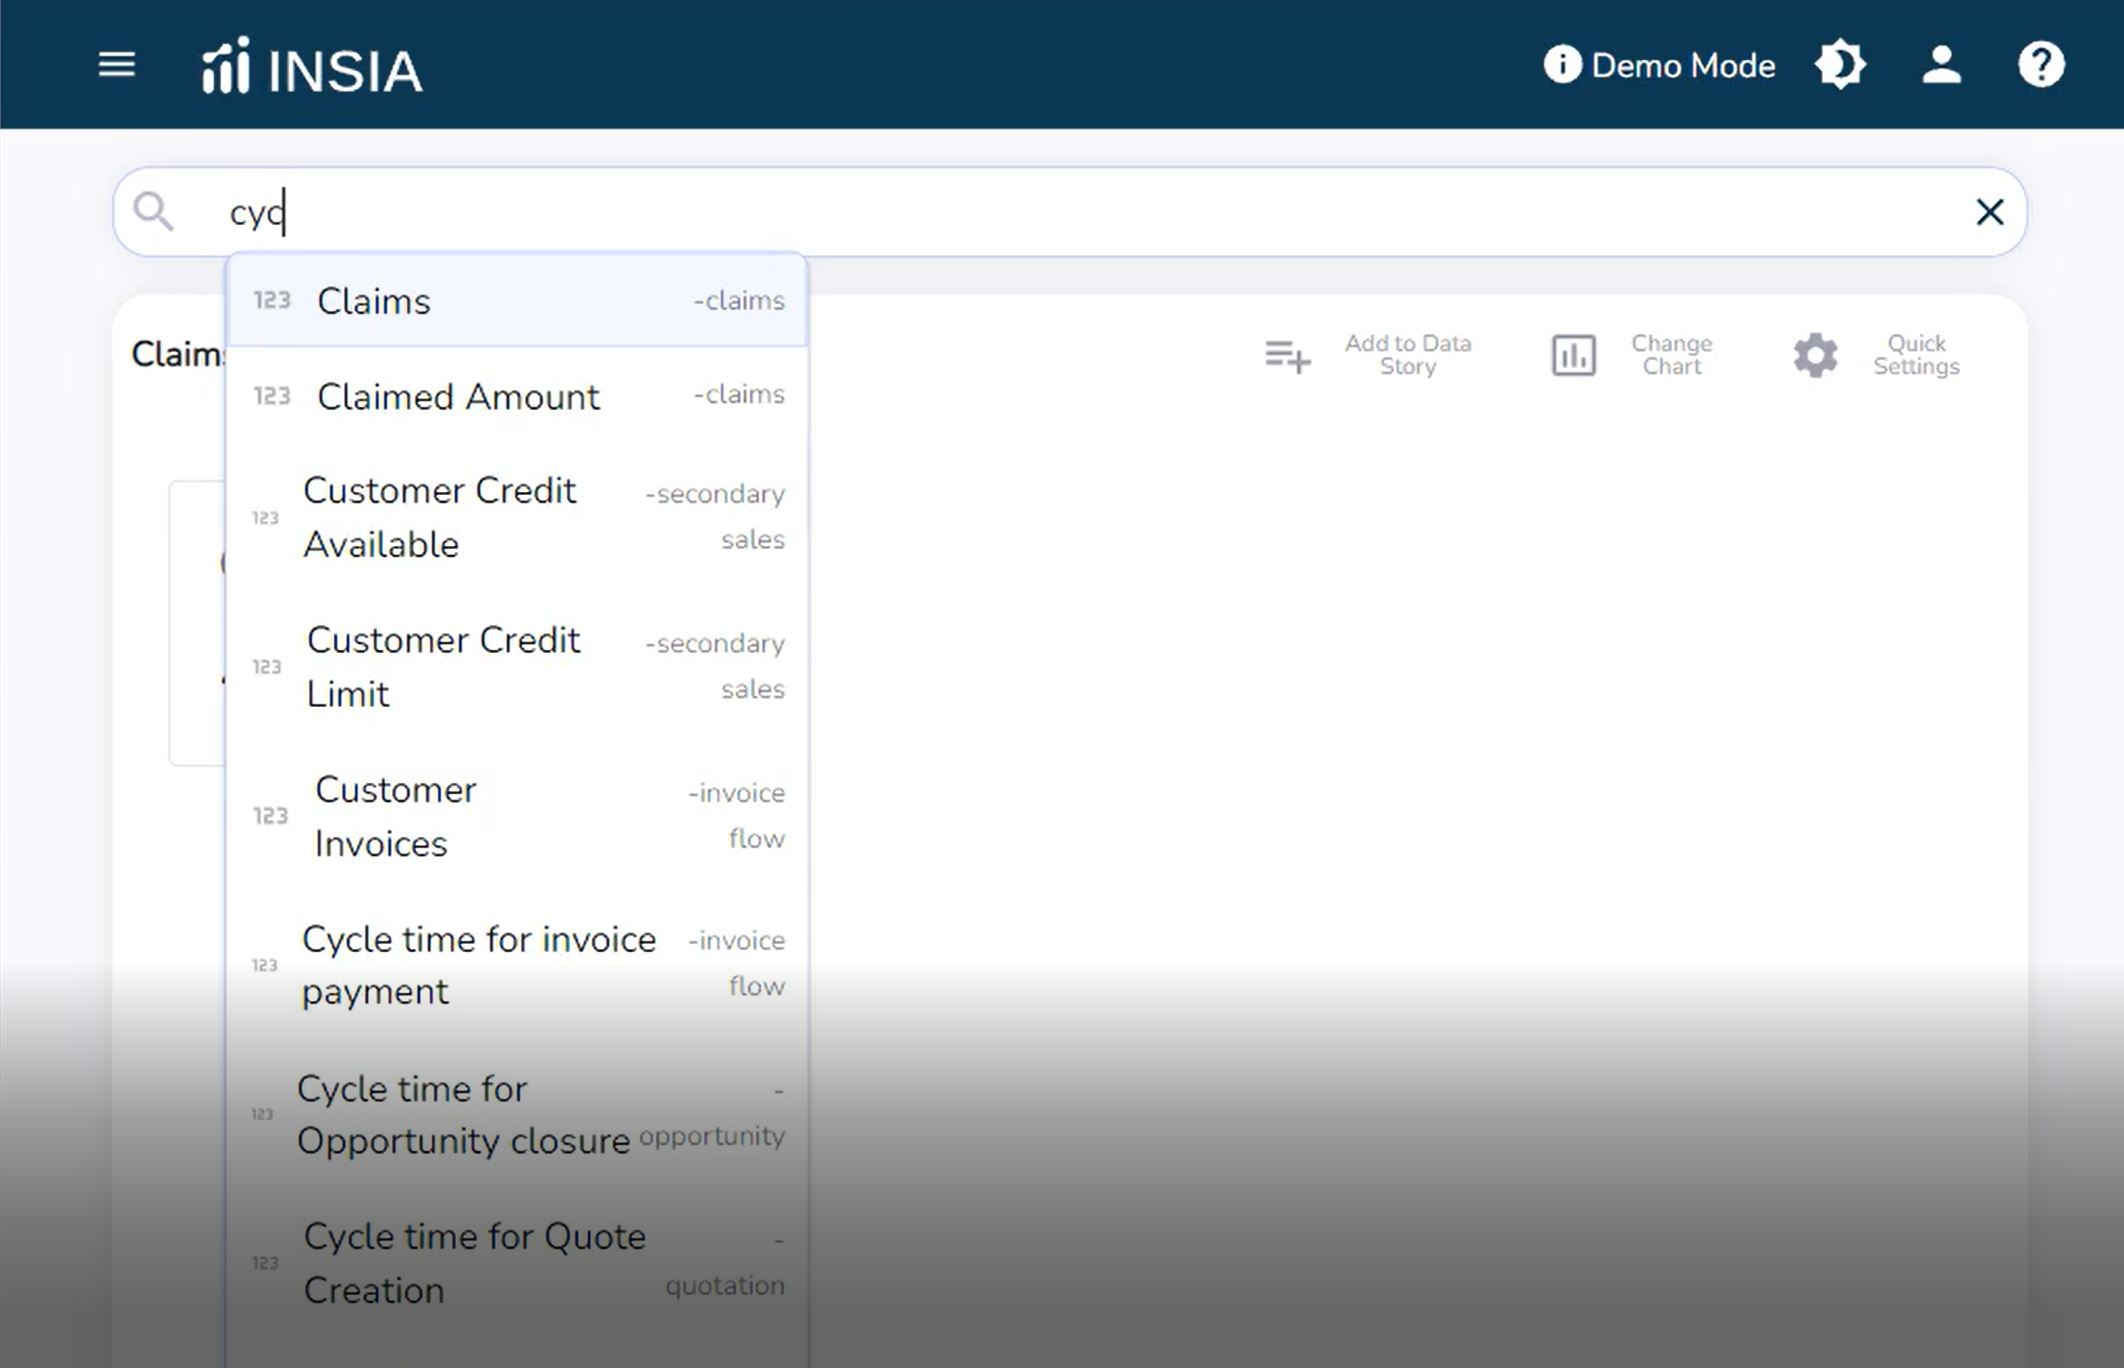 INSIA
Demo Mode
cyc
123 Claims -claims
Claims
Add to Data
Story
Change
Chart
Quick
Settings
123 Claimed Amount -claims
123 Customer Credit
Available
-secondary
sales
123 Customer Credit
Limit
-secondary
sales
123 Customer
Invoices
-invoice
flow
123 Cycle time for invoice
payment
-invoice
flow
123 Cycle time for
Opportunity closure
-
opportunity
123 Cycle time for Quote
Creation
-
quotation